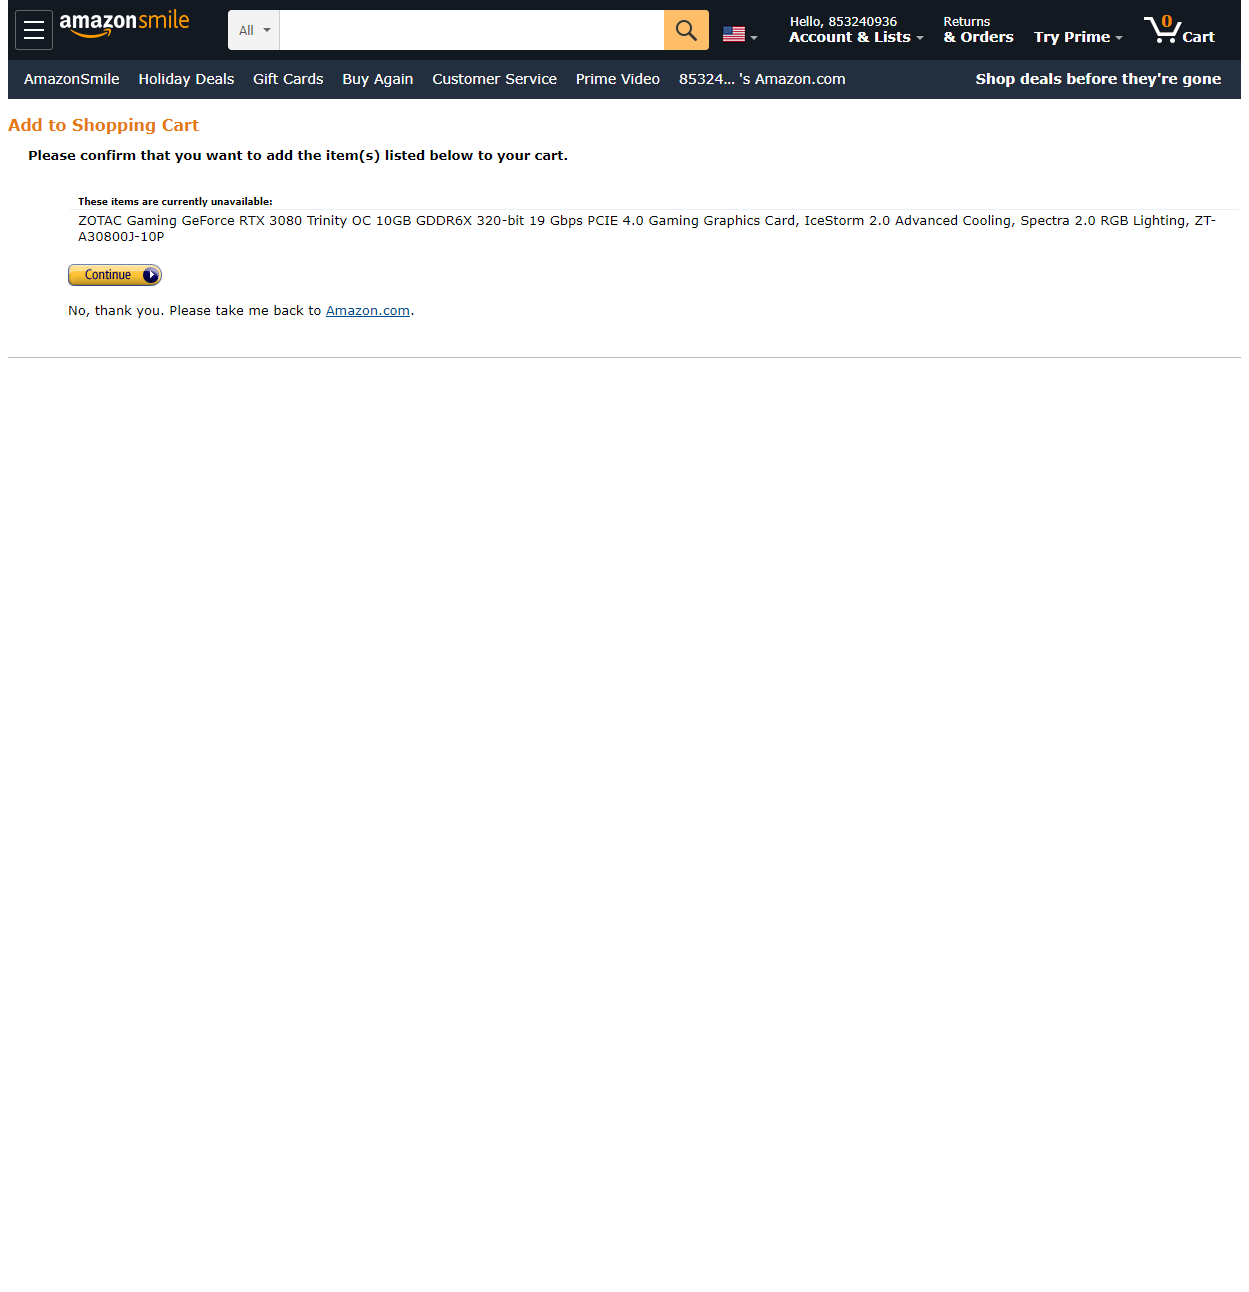 amazonsmile
All
Hello, 853240936
Account & Lists
Returns
& Orders
Try Prime
0
Cart
AmazonSmile Holiday Deals Gift Cards Buy Again Customer Service Prime Video 85324... 's Amazon.com Shop deals before they're gone
Add to Shopping Cart
Please confirm that you want to add the item(s) listed below to your cart.
These items are currently unavailable:
ZOTAC Gaming GeForce RTX 3080 Trinity OC 10GB GDDR6X 320-bit 19 Gbps PCIE 4.0 Gaming Graphics Card, IceStorm 2.0 Advanced Cooling, Spectra 2.0 RGB Lighting, ZT-
A30800J-10P
Continue
No, thank you. Please take me back to Amazon.com.